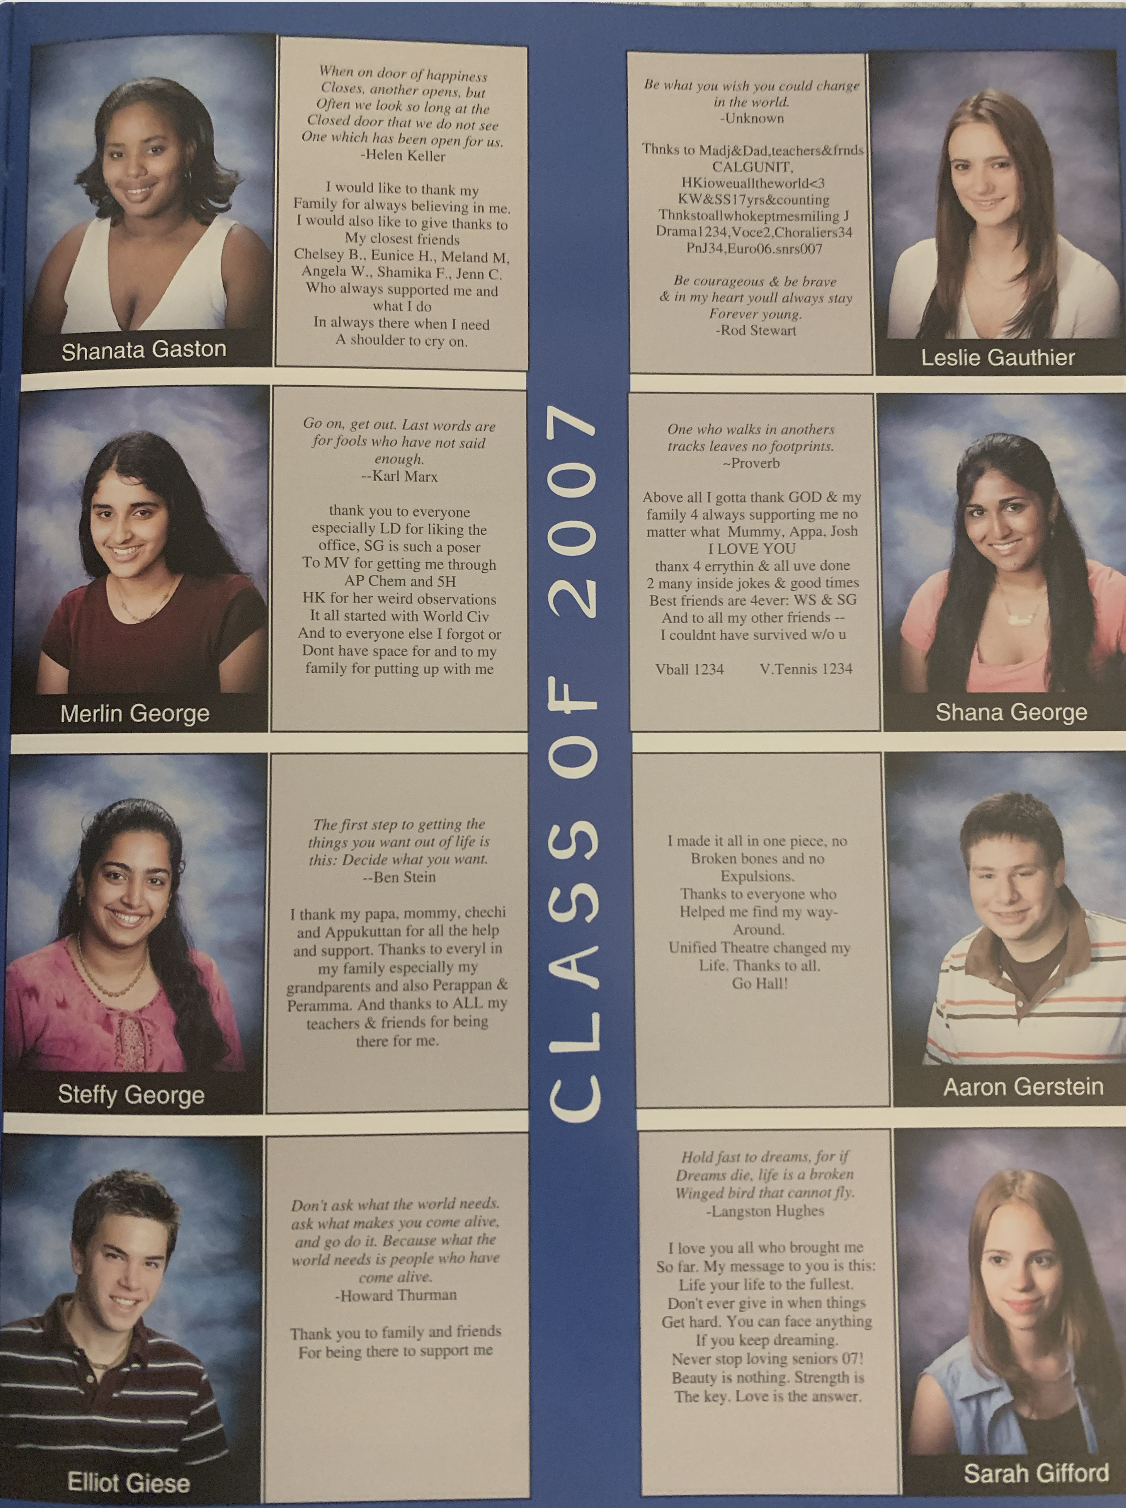 When on door of happiness
Closes, another opens, but
Often we look so long at the
Closed door that we do not see
One which has been open for us.
-Helen Keller
I would like to thank my
Family for always believing in me.
I would also like to give thanks to
My closest friends
Chelsey B., Eunice H., Meland M,
Angela W., Shamika F., Jenn C.
Who always supported me and
what I do
In always there when I need
A shoulder to cry on.
Shanata Gaston
Be what you wish you could change
in the world.
-Unknown
Thnks to Madj&Dad,teachers&frnds
CALGUNIT,
HKioweualltheworld<3
KW&SS17yrs&counting
Thnkstoallwhokeptmesmiling J
Drama1234,Voce2,Choraliers34
PnJ34,Euro06.snrs007
Be courageous & be brave
& in my heart youll always stay
Forever young.
-Rod Stewart
Leslie Gauthier
Go on, get out. Last words are
for fools who have not said
enough.
--Karl Marx
thank you to everyone
especially LD for liking the
office, SG is such a poser
To MV for getting me through
AP Chem and 5H
HK for her weird observations
It all started with World Civ
And to everyone else I forgot or
Dont have space for and to my
family for putting up with me
Merlin George
One who walks in anothers
tracks leaves no footprints.
~Proverb
Above all I gotta thank GOD & my
family 4 always supporting me no
matter what Mummy, Appa, Josh
I LOVE YOU
thanx 4 errythin & all uve done
2 many inside jokes & good times
Best friends are 4ever: WS & SG
And to all my other friends --
I couldnt have survived w/o u
Vball 1234 V.Tennis 1234
Shana George
CLASS OF 2007
The first step to getting the
things you want out of life is
this: Decide what you want.
--Ben Stein
I thank my papa, mommy, chechi
and Appukuttan for all the help
and support. Thanks to everyl in
my family especially my
grandparents and also Perappan &
Peramma. And thanks to ALL my
teachers & friends for being
there for me.
Steffy George
I made it all in one piece, no
Broken bones and no
Expulsions.
Thanks to everyone who
Helped me find my way-
Around.
Unified Theatre changed my
Life. Thanks to all.
Go Hall!
Aaron Gerstein
Don't ask what the world needs.
ask what makes you come alive,
and go do it. Because what the
world needs is people who have
come alive.
-Howard Thurman
Thank you to family and friends
For being there to support me
Elliot Giese
Hold fast to dreams, for if
Dreams die, life is a broken
Winged bird that cannot fly.
-Langston Hughes
I love you all who brought me
So far. My message to you is this:
Life your life to the fullest.
Don't ever give in when things
Get hard. You can face anything
If you keep dreaming.
Never stop loving seniors 07!
Beauty is nothing. Strength is
The key. Love is the answer.
Sarah Gifford